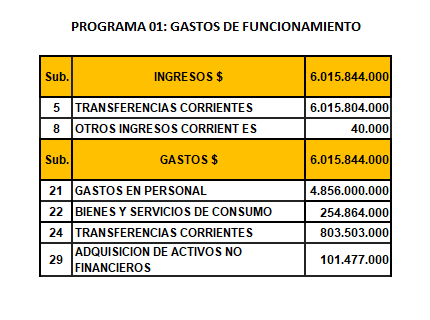 PROGRAMA 01: GASTOS DE FUNCIONAMIENTO
Sub. INGRESOS $ 6.015.844.000
5 TRANSFERENCIAS CORRIENTES 6.015.804.000
8 OTROS INGRESOS CORRIENT ES 40.000
Sub. GASTOS $ 6.015.844.000
21 GASTOS EN PERSONAL 4.856.000.000
22 BIENES Y SERVICIOS DE CONSUMO 254.864.000
24 TRANSFERENCIAS CORRIENTES 803.503.000
29 ADQUISICION DE ACTIVOS NO
FINANCIEROS 101.477.000